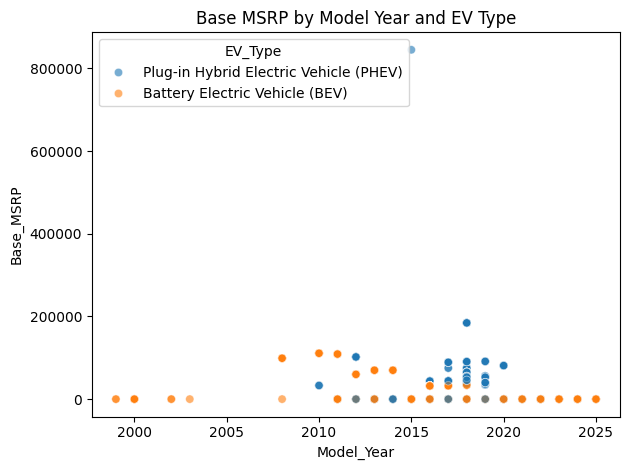 Base MSRP by Model Year and EV Type
EV_Type
Plug-in Hybrid Electric Vehicle (PHEV)
Battery Electric Vehicle (BEV)
800000
600000
400000
200000
0
Base_MSRP
2000
2005
2010
2015
2020
2025
Model_Year